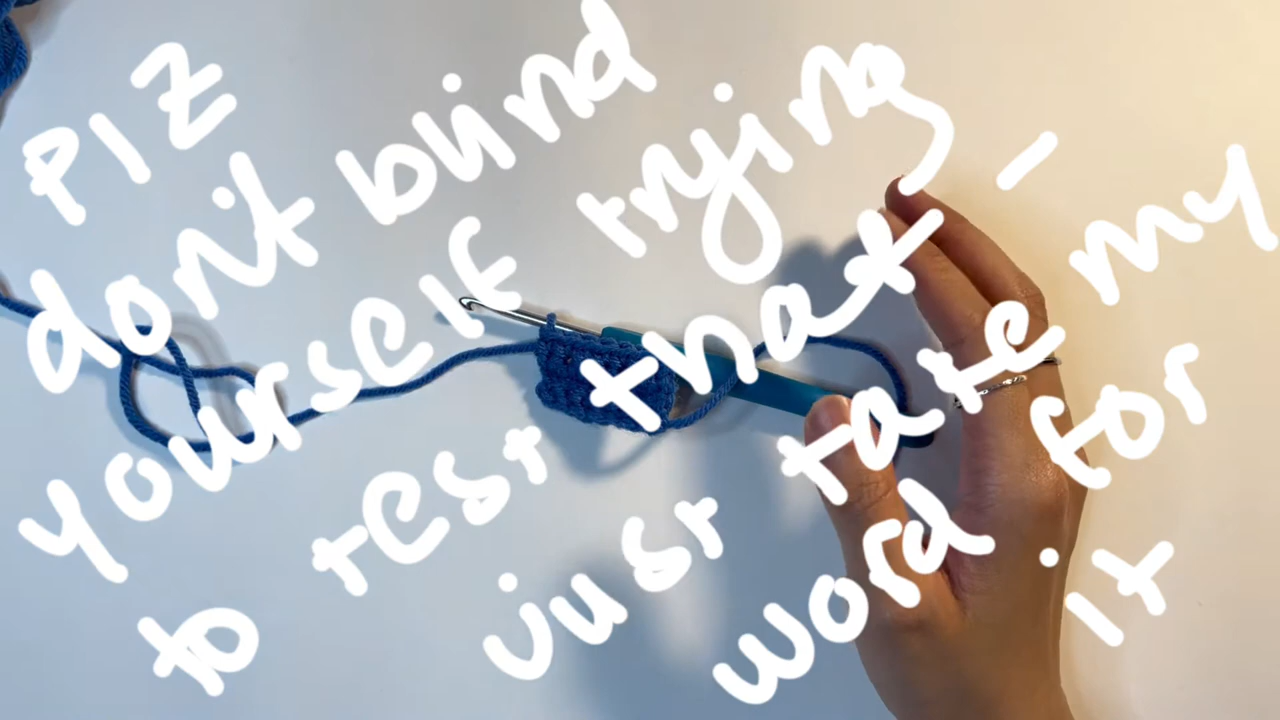 Plz
don't blind
yourself trying
to test that -
just take my
word for it